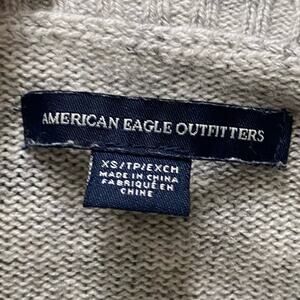 AMERICAN EAGLE OUTFITTERS
XS/TP/EXCH
MADE IN CHINA
FABRIQUÉ EN
CHINE